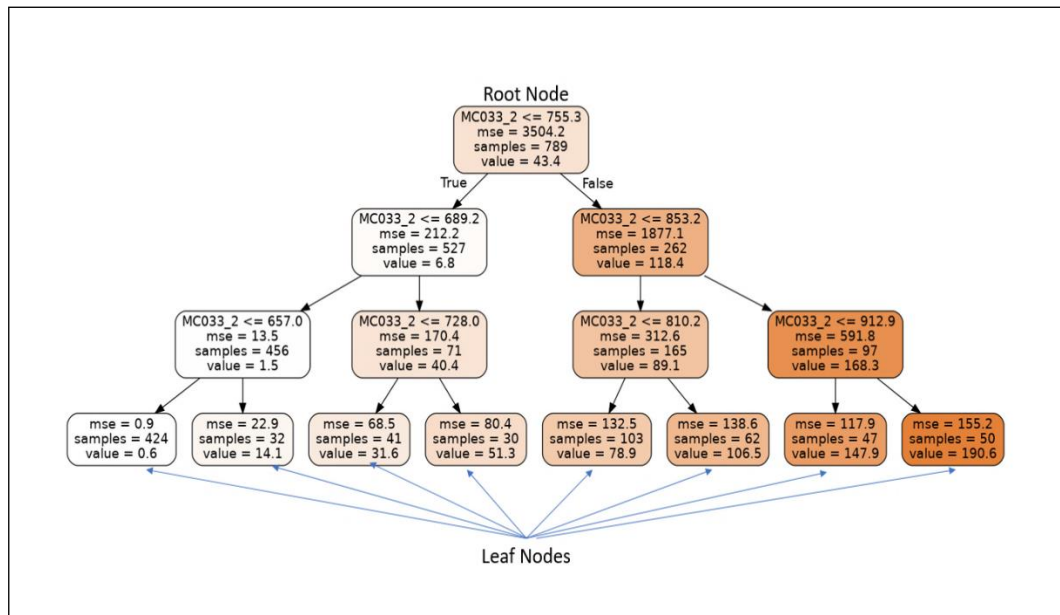 Root Node
MC033_2 <= 755.3
mse = 3504.2
samples = 789
value = 43.4
True
False
MC033_2 <= 689.2
mse = 212.2
samples = 527
value = 6.8
MC033_2 <= 853.2
mse = 1877.1
samples = 262
value = 118.4
MC033_2 <= 657.0
mse = 13.5
samples = 456
value = 1.5
MC033_2 <= 728.0
mse = 170.4
samples = 71
value = 40.4
MC033_2 <= 810.2
mse = 312.6
samples = 165
value = 89.1
MC033_2 <= 912.9
mse = 591.8
samples = 97
value = 168.3
mse = 0.9
samples = 424
value = 0.6
mse = 22.9
samples = 32
value = 14.1
mse = 68.5
samples = 41
value = 31.6
mse = 80.4
samples = 30
value = 51.3
mse = 132.5
samples = 103
value = 78.9
mse = 138.6
samples = 62
value = 106.5
mse = 117.9
samples = 47
value = 147.9
mse = 155.2
samples = 50
value = 190.6
Leaf Nodes